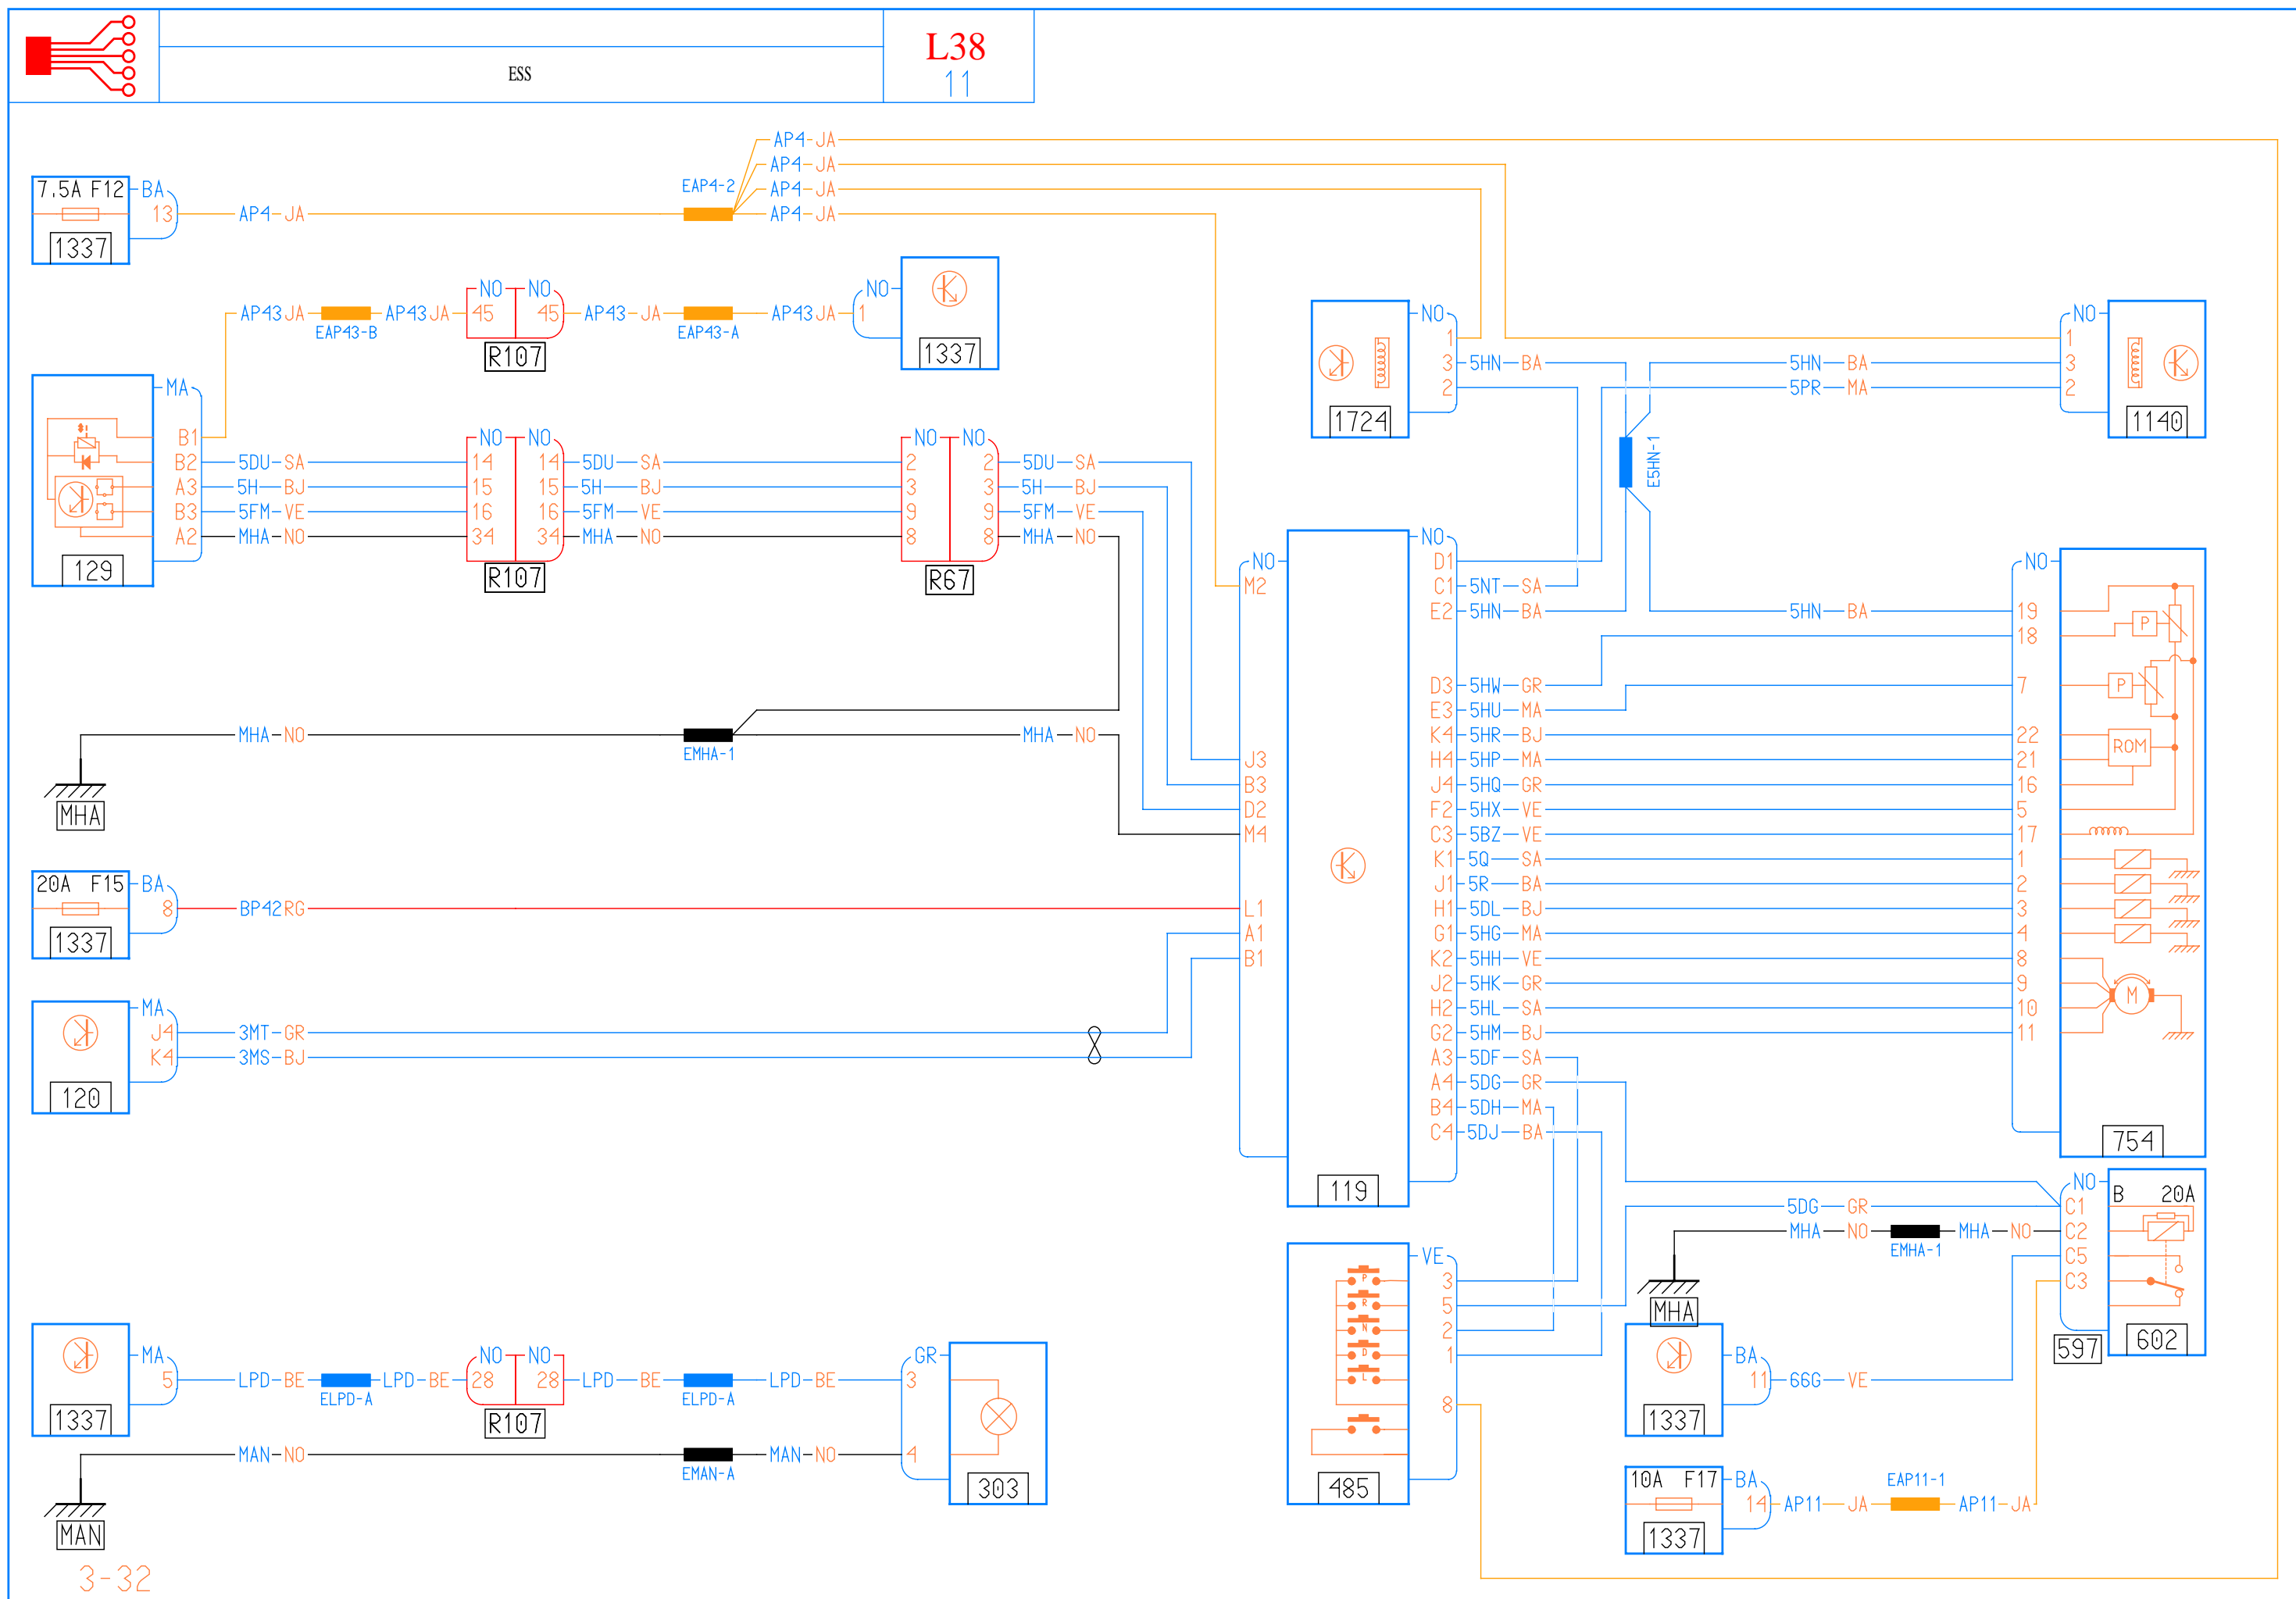 L38
ESS
11
AP4 JA
AP4 JA
EAP4-2
AP4 JA
7.5A F12 BA
13 AP4 JA
AP4 JA
1337
NO NO
NO
AP43 JA
EAP43-B
AP43 JA
45 45
AP43 JA
EAP43-A
AP43 JA
1
R107
1337
NO
1
3 5HN BA
2
1724
NO
5HN BA 3
5PR MA 2
1
1140
E5HN-1
MA
B1
NO NO
NO NO
B2 5DU SA 14 14 5DU SA 2 2 5DU SA
A3 5H BJ 15 15 5H BJ 3 3 5H BJ
B3 5FM VE 16 16 5FM VE 9 9 5FM VE
A2 MHA NO 34 34 MHA NO 8 8 MHA NO
129
R107
R67
MHA NO
EMHA-1
MHA NO
MHA
NO
M2
J3
B3
D2
M4
L1
A1
B1
20A F15 BA
8 BP42 RG
1337
MA
J4 3MT GR
K4 3MS BJ
120
NO
D1
C1 5NT SA
E2 5HN BA
5HN BA 19
18
D3 5HW GR
7
E3 5HU MA
K4 5HR BJ 22
H4 5HP MA 21
J4 5HQ GR 16
F2 5HX VE 5
C3 5BZ VE 17
K1 5Q SA 1
J1 5R BA 2
H1 5DL BJ 3
G1 5HG MA 4
K2 5HH VE 8
J2 5HK GR 9
H2 5HL SA 10
G2 5HM BJ 11
A3 5DF SA
A4 5DG GR
B4 5DH MA
C4 5DJ BA
119
NO
P
P
ROM
M
754
NO
B 20A
5DG GR C1
MHA NO
EMHA-1
MHA NO C2
C5
C3
MHA
597
602
VE
P 3
R 5
N 2
D 1
L
8
485
BA
11 66G VE
1337
10A F17 BA
14 AP11 JA
EAP11-1
AP11 JA
1337
MA
5 LPD BE
ELPD-A
LPD BE
NO NO
28 28
R107
LPD BE
ELPD-A
LPD BE
GR
3
4
1337
MAN NO
EMAN-A
MAN NO
303
MAN
3-32